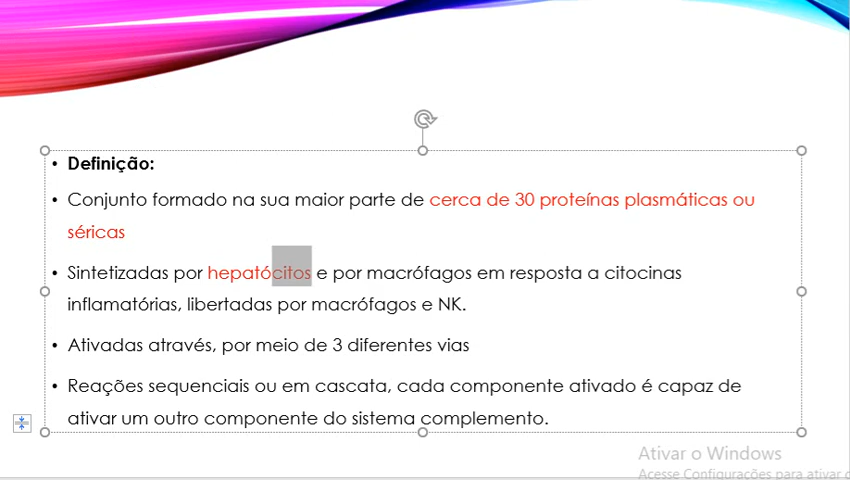 • Definição:
• Conjunto formado na sua maior parte de cerca de 30 proteínas plasmáticas ou
séricas
• Sintetizadas por hepatócitos e por macrófagos em resposta a citocinas
inflamatórias, libertadas por macrófagos e NK.
• Ativadas através, por meio de 3 diferentes vias
• Reações sequenciais ou em cascata, cada componente ativado é capaz de
ativar um outro componente do sistema complemento.
Ativar o Windows
Acesse Configurações para ativar o